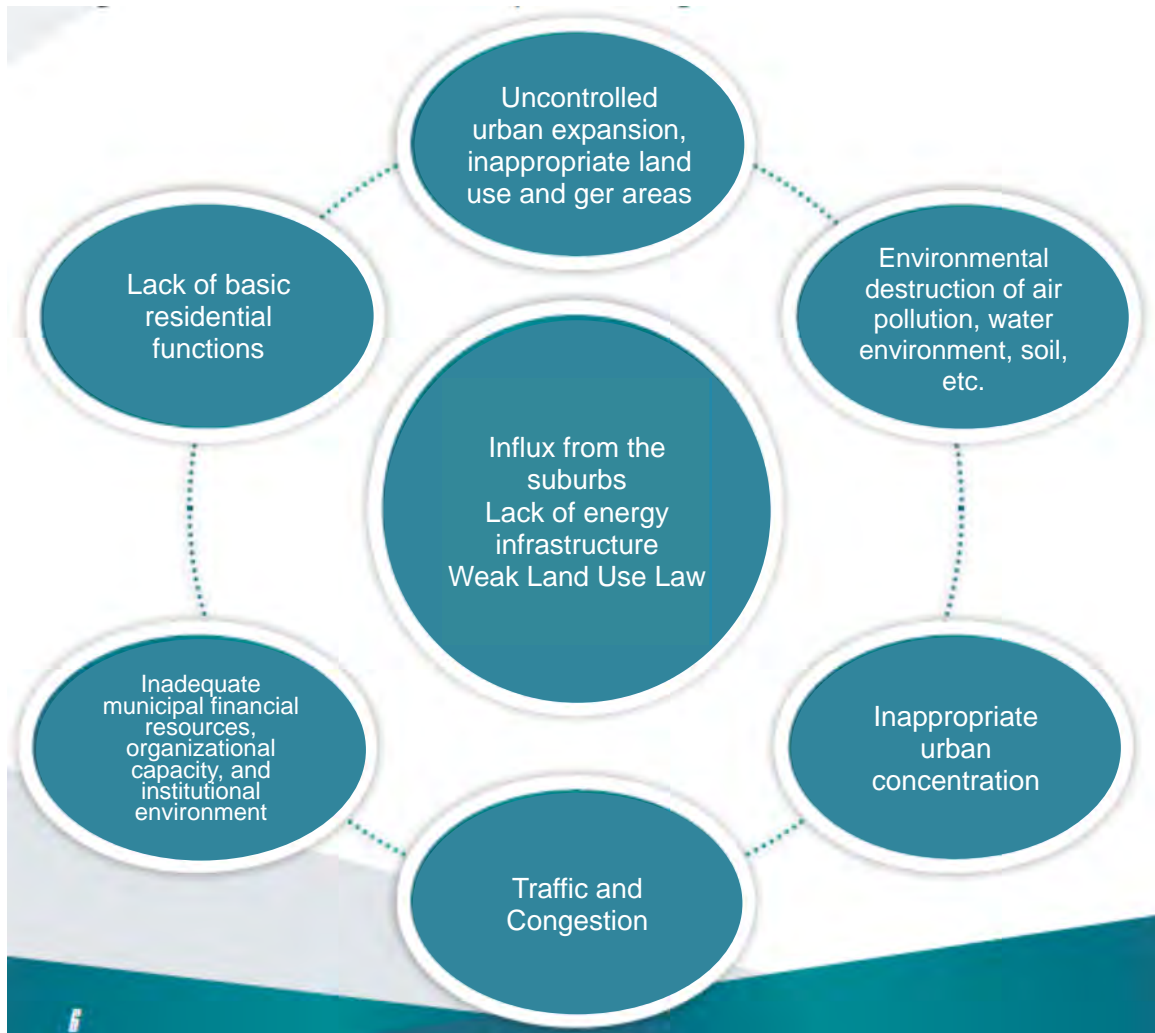 Uncontrolled
urban expansion,
inappropriate land
use and ger areas
Environmental
destruction of air
pollution, water
environment, soil,
etc.
Lack of basic
residential
functions
Influx from the
suburbs
Lack of energy
infrastructure
Weak Land Use Law
Inappropriate
urban
concentration
Inadequate
municipal financial
resources,
organizational
capacity, and
institutional
environment
Traffic and
Congestion
6